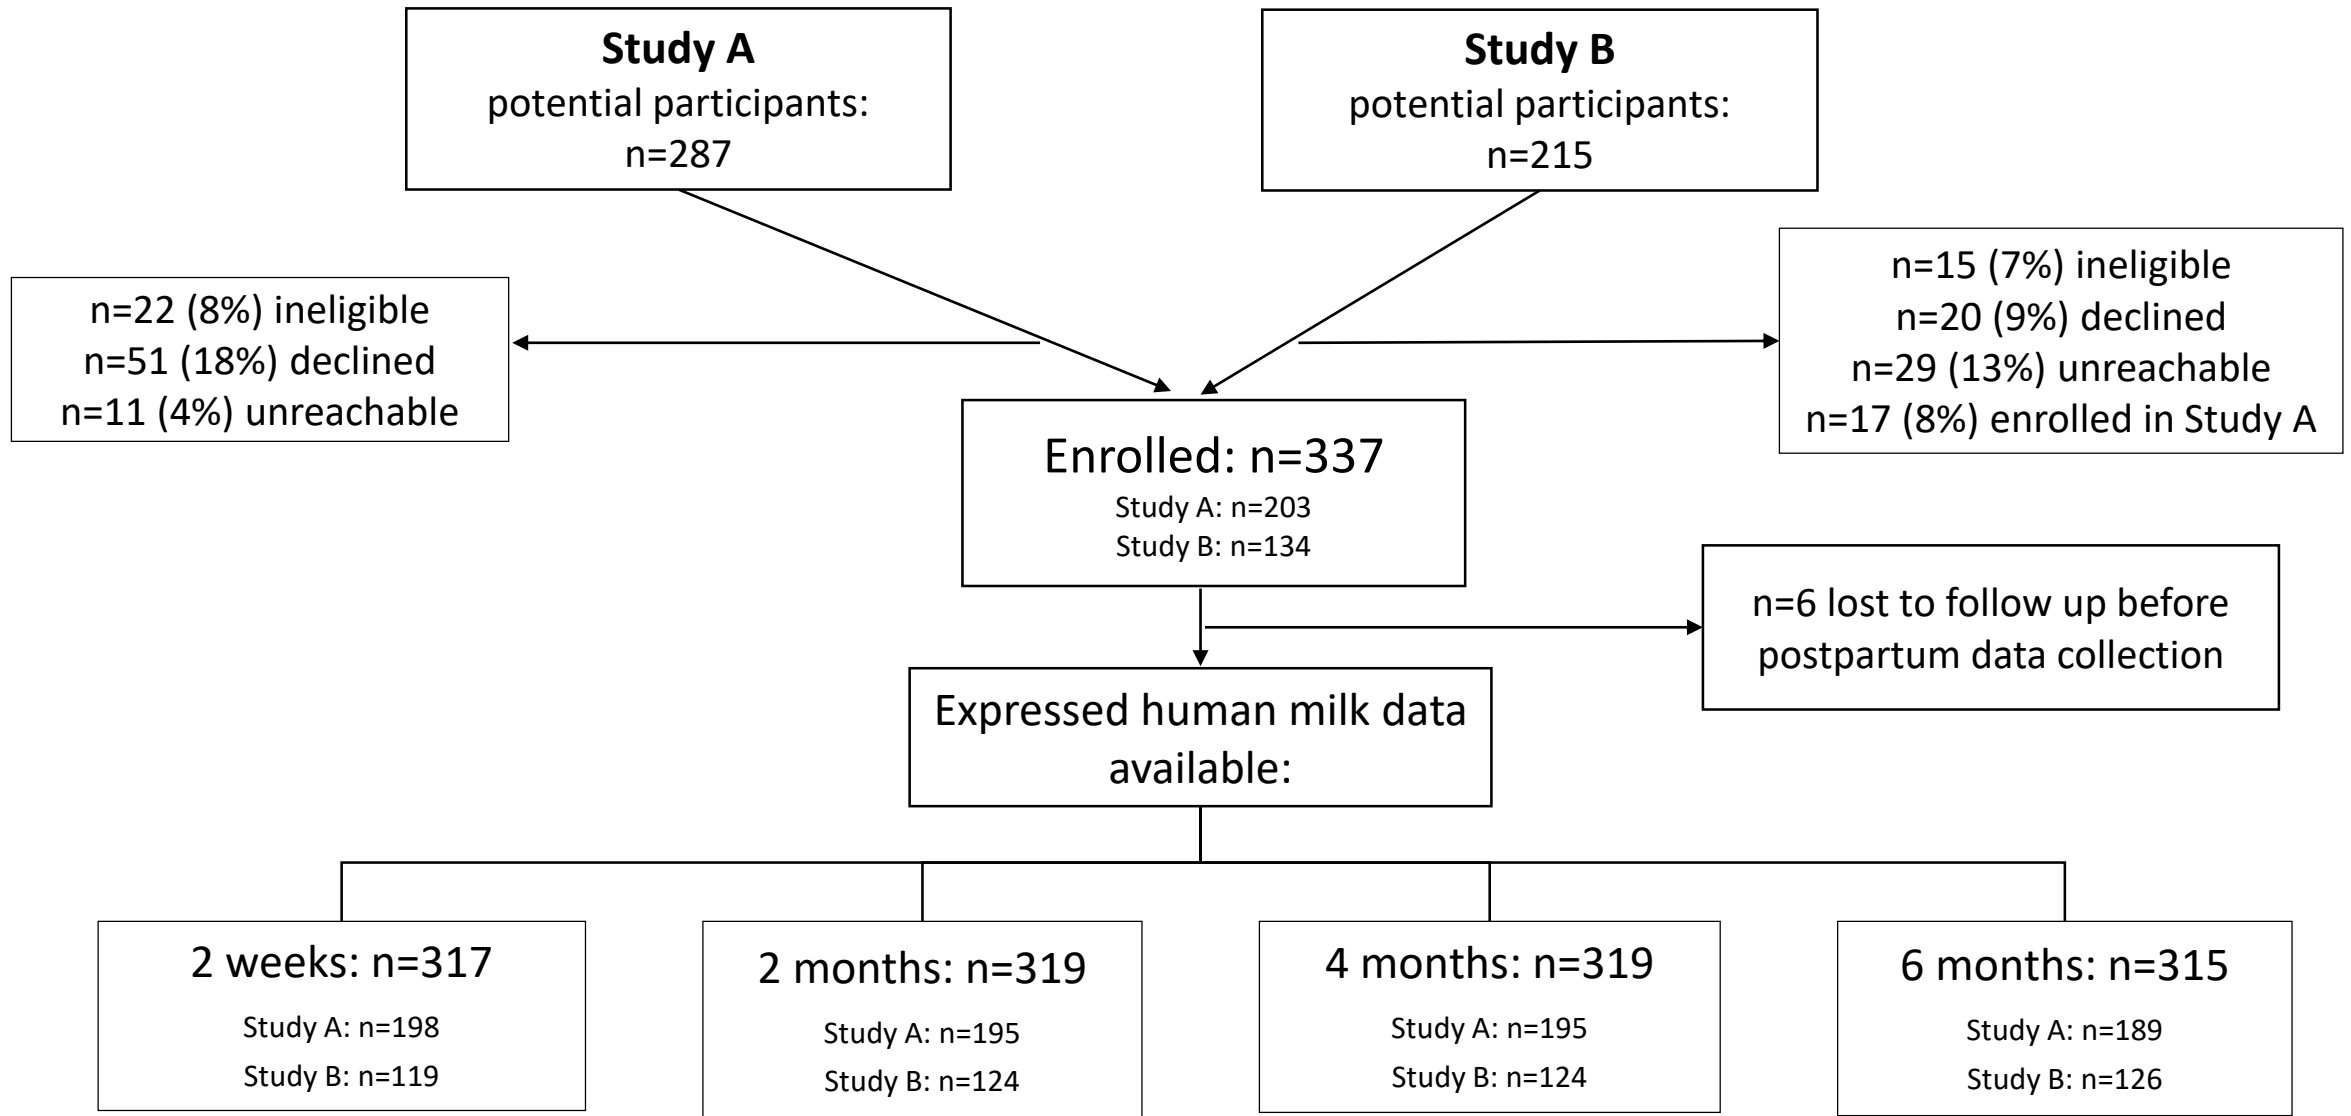 Study A
potential participants:
n=287
Study B
potential participants:
n=215
n=22 (8%) ineligible
n=51 (18%) declined
n=11 (4%) unreachable
n=15 (7%) ineligible
n=20 (9%) declined
n=29 (13%) unreachable
n=17 (8%) enrolled in Study A
Enrolled: n=337
Study A: n=203
Study B: n=134
n=6 lost to follow up before
postpartum data collection
Expressed human milk data
available:
2 weeks: n=317
Study A: n=198
Study B: n=119
2 months: n=319
Study A: n=195
Study B: n=124
4 months: n=319
Study A: n=195
Study B: n=124
6 months: n=315
Study A: n=189
Study B: n=126